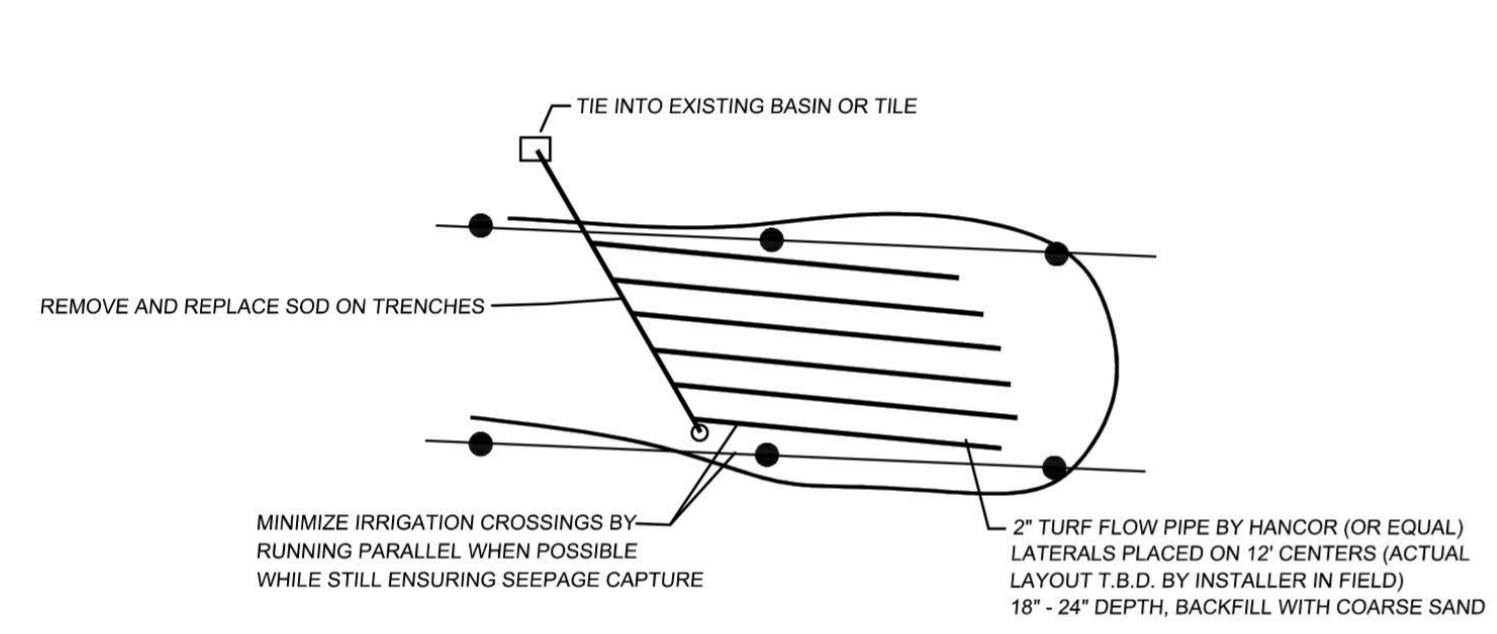 TIE INTO EXISTING BASIN OR TILE
REMOVE AND REPLACE SOD ON TRENCHES
MINIMIZE IRRIGATION CROSSINGS BY
RUNNING PARALLEL WHEN POSSIBLE
WHILE STILL ENSURING SEEPAGE CAPTURE
2" TURF FLOW PIPE BY HANCOR (OR EQUAL)
LATERALS PLACED ON 12' CENTERS (ACTUAL
LAYOUT T.B.D. BY INSTALLER IN FIELD)
18" - 24" DEPTH, BACKFILL WITH COARSE SAND